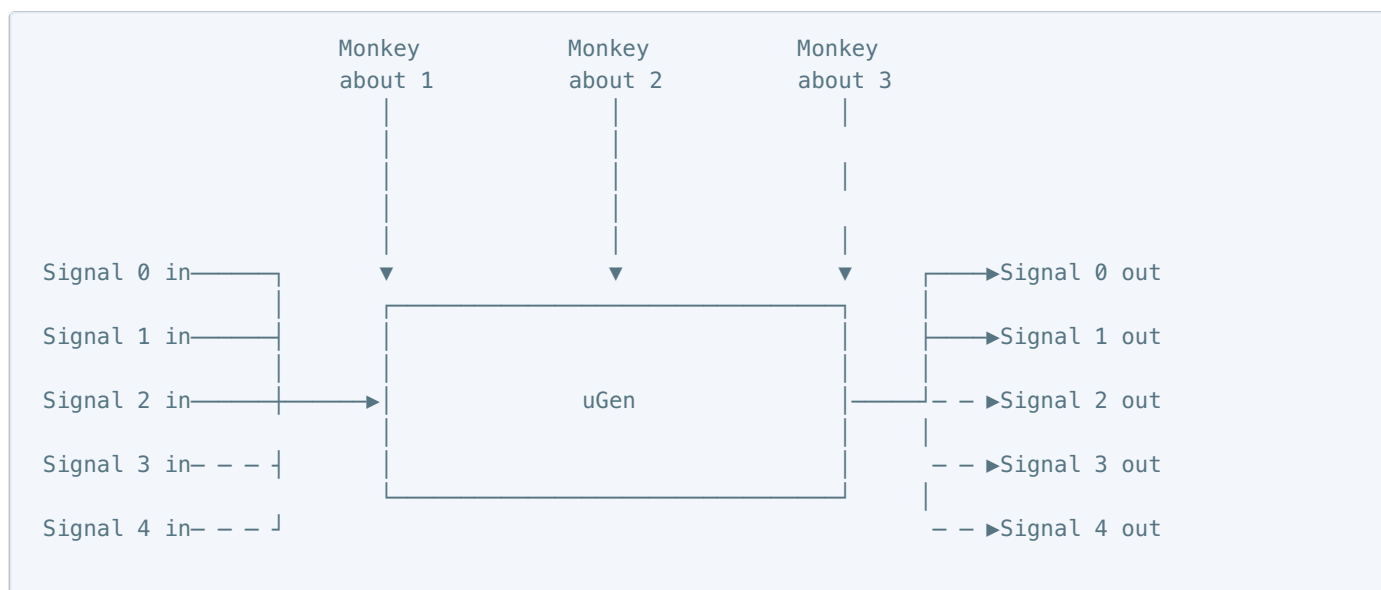 Monkey Monkey Monkey
about 1 about 2 about 3
Signal 0 in Signal 0 out
Signal 1 in Signal 1 out
Signal 2 in uGen Signal 2 out
Signal 3 in Signal 3 out
Signal 4 in Signal 4 out